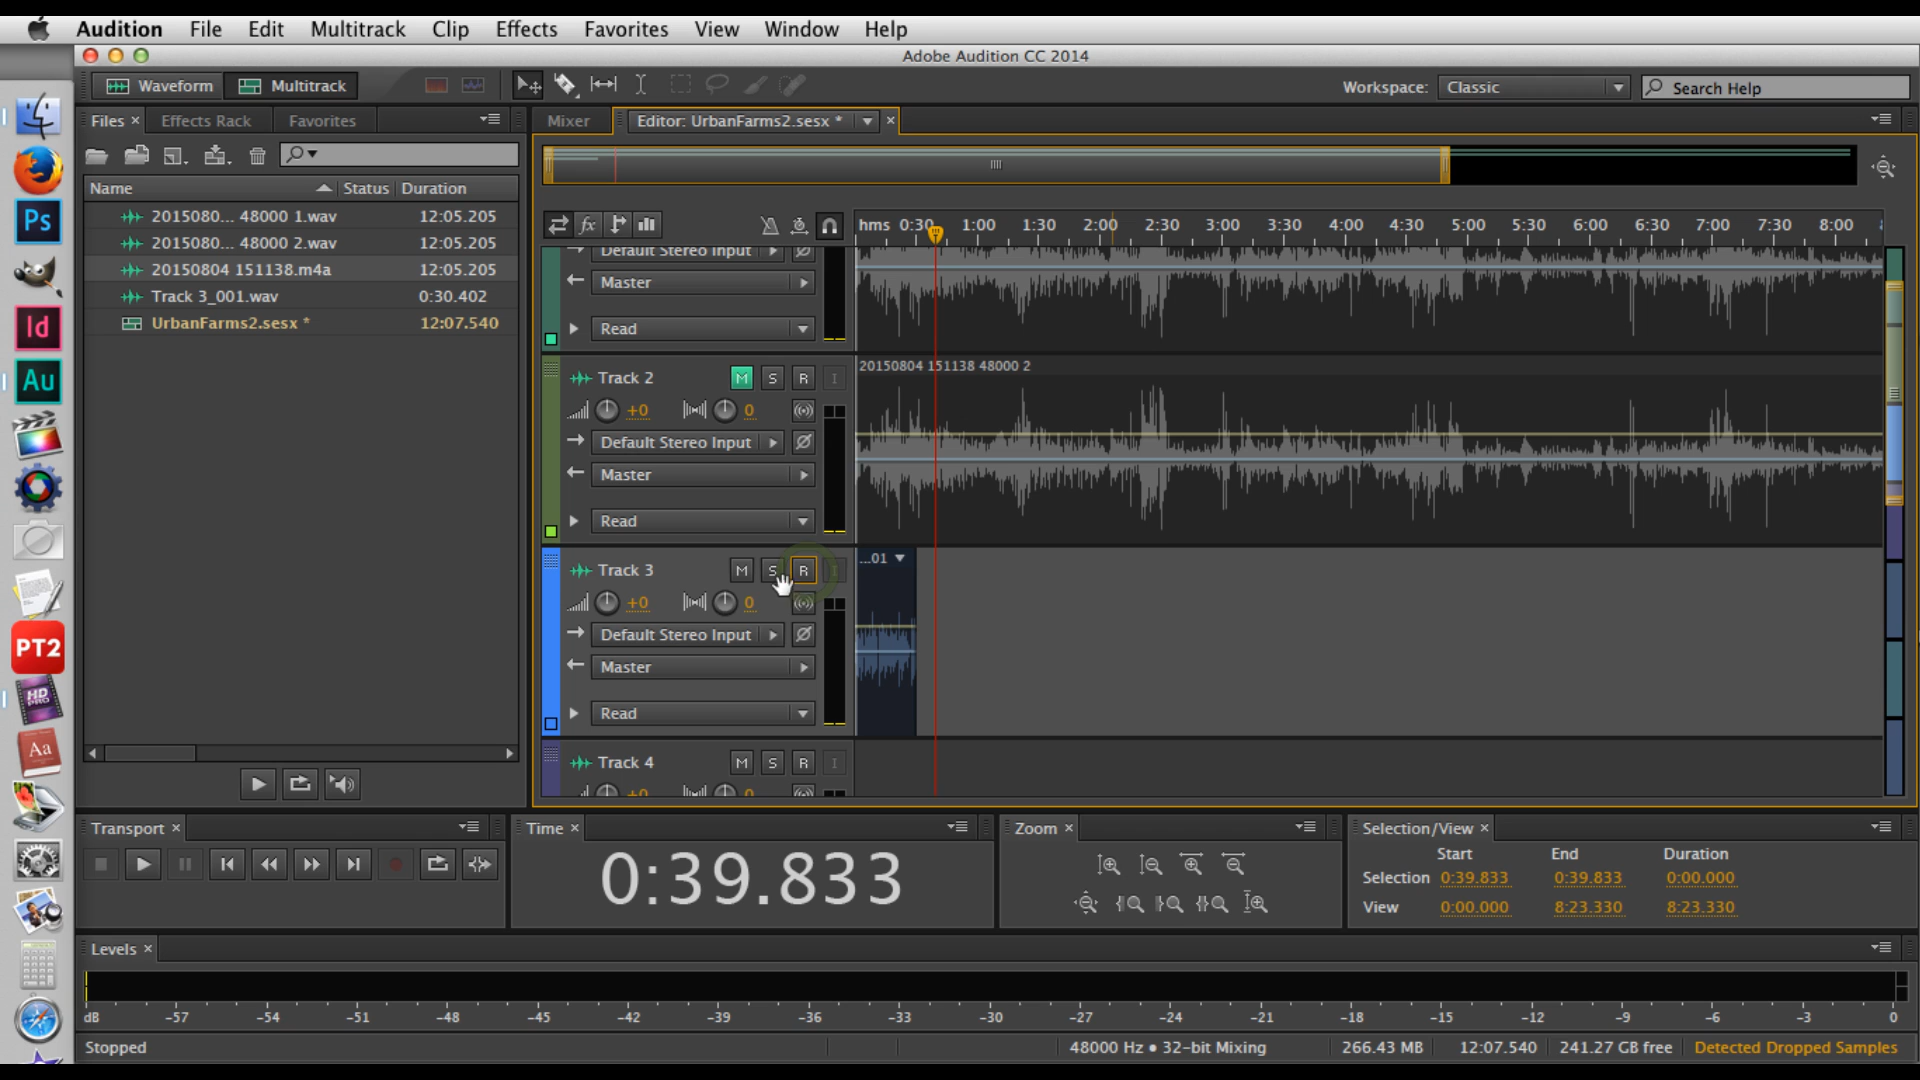 Audition File Edit Multitrack Clip Effects Favorites View Window Help
Adobe Audition CC 2014
Waveform Multitrack Workspace: Classic Search Help
Files × Effects Rack Favorites Mixer Editor: UrbanFarms2.sesx * ×
Name Status Duration
2015080... 48000 1.wav 12:05.205
2015080... 48000 2.wav 12:05.205
20150804 151138.m4a 12:05.205
Track 3_001.wav 0:30.402
UrbanFarms2.sesx * 12:07.540
fx
hms 0:30 1:00 1:30 2:00 2:30 3:00 3:30 4:00 4:30 5:00 5:30 6:00 6:30 7:00 7:30 8:00
Default Stereo Input
Master
Read
Track 2 M S R I
20150804 151138 48000 2
+0 0
Default Stereo Input
Master
Read
Track 3 M S R I
...01
+0 0
Default Stereo Input
Master
Read
Track 4 M S R I
+0 0
Ps
Id
Au
PT2
HD PRO
Aa
Transport × Time × Zoom × Selection/View ×
0:39.833
Start End Duration
Selection 0:39.833 0:39.833 0:00.000
View 0:00.000 8:23.330 8:23.330
Levels ×
dB -57 -54 -51 -48 -45 -42 -39 -36 -33 -30 -27 -24 -21 -18 -15 -12 -9 -6 -3 0
Stopped 48000 Hz • 32-bit Mixing 266.43 MB 12:07.540 241.27 GB free Detected Dropped Samples